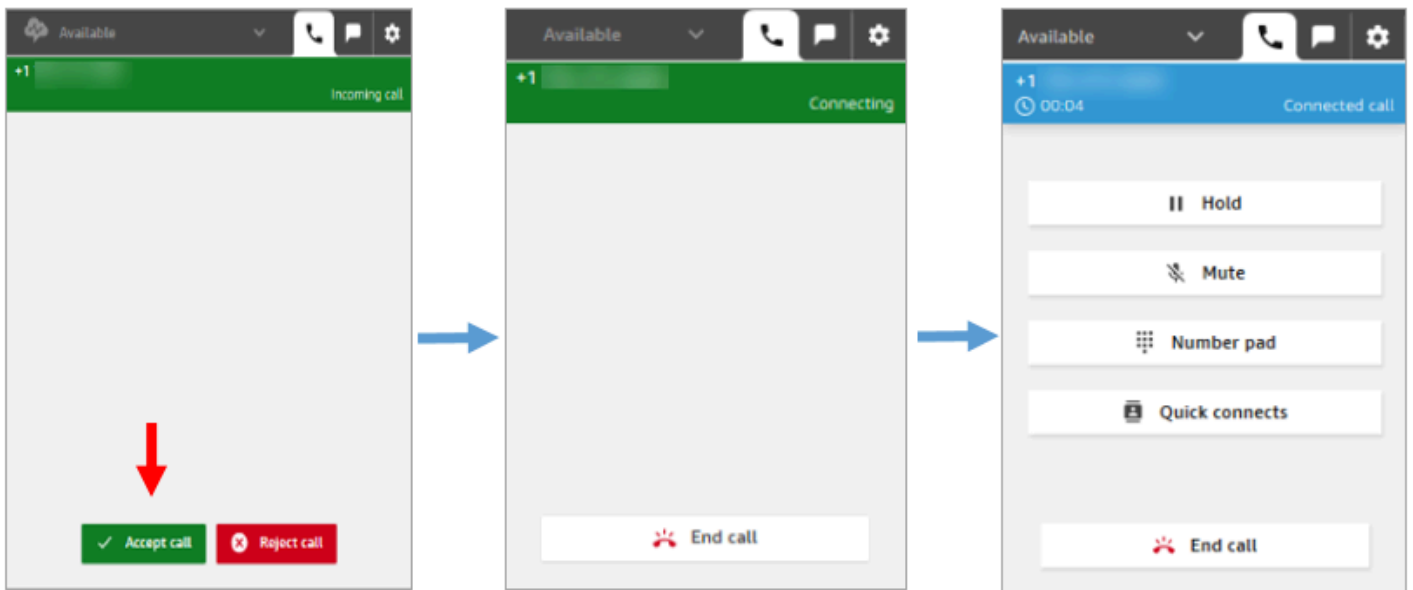 Available
+1
Incoming call
Accept call
Reject call
Available
+1
Connecting
End call
Available
+1
00:04
Connected call
Hold
Mute
Number pad
Quick connects
End call